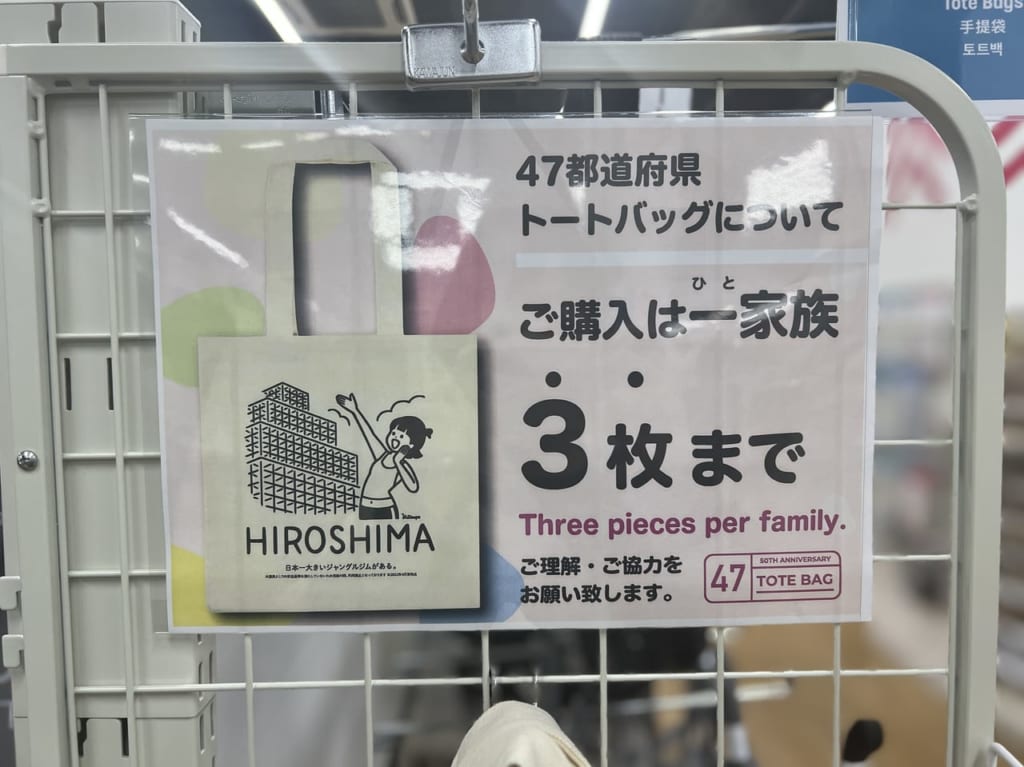 Tote Bags
手提袋
토트백
47都道府県
トートバッグについて
ご購入は一家族
ひと
3枚まで
Three pieces per family.
ご理解・ご協力を
お願い致します。
47
50TH ANNIVERSARY
TOTE BAG
HIROSHIMA
日本一大きいジャングルジムがある。